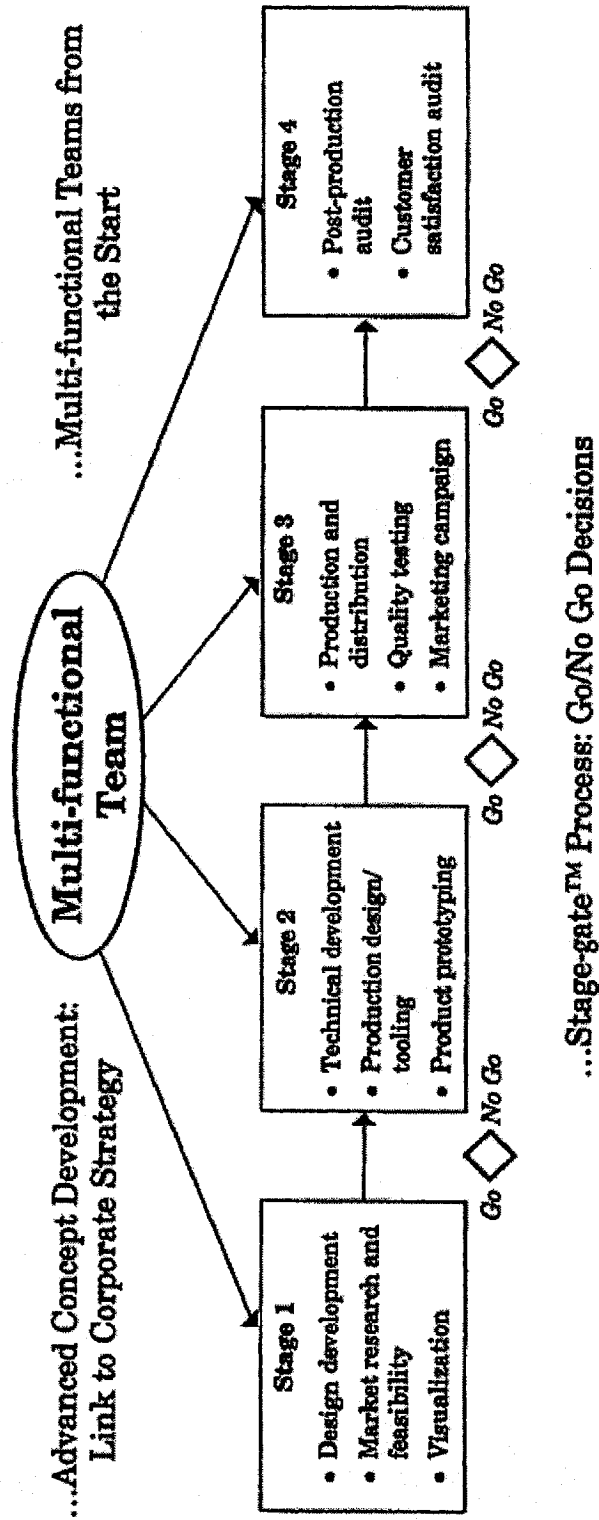 ...Advanced Concept Development:
Link to Corporate Strategy
...Multi-functional Teams from
the Start
Multi-functional
Team
Stage 1
• Design development
• Market research and
feasibility
• Visualization
Stage 2
• Technical development
• Production design/
tooling
• Product prototyping
Stage 3
• Production and
distribution
• Quality testing
• Marketing campaign
Stage 4
• Post-production
audit
• Customer
satisfaction audit
Go No Go
Go No Go
Go No Go
...Stage-gate™ Process: Go/No Go Decisions